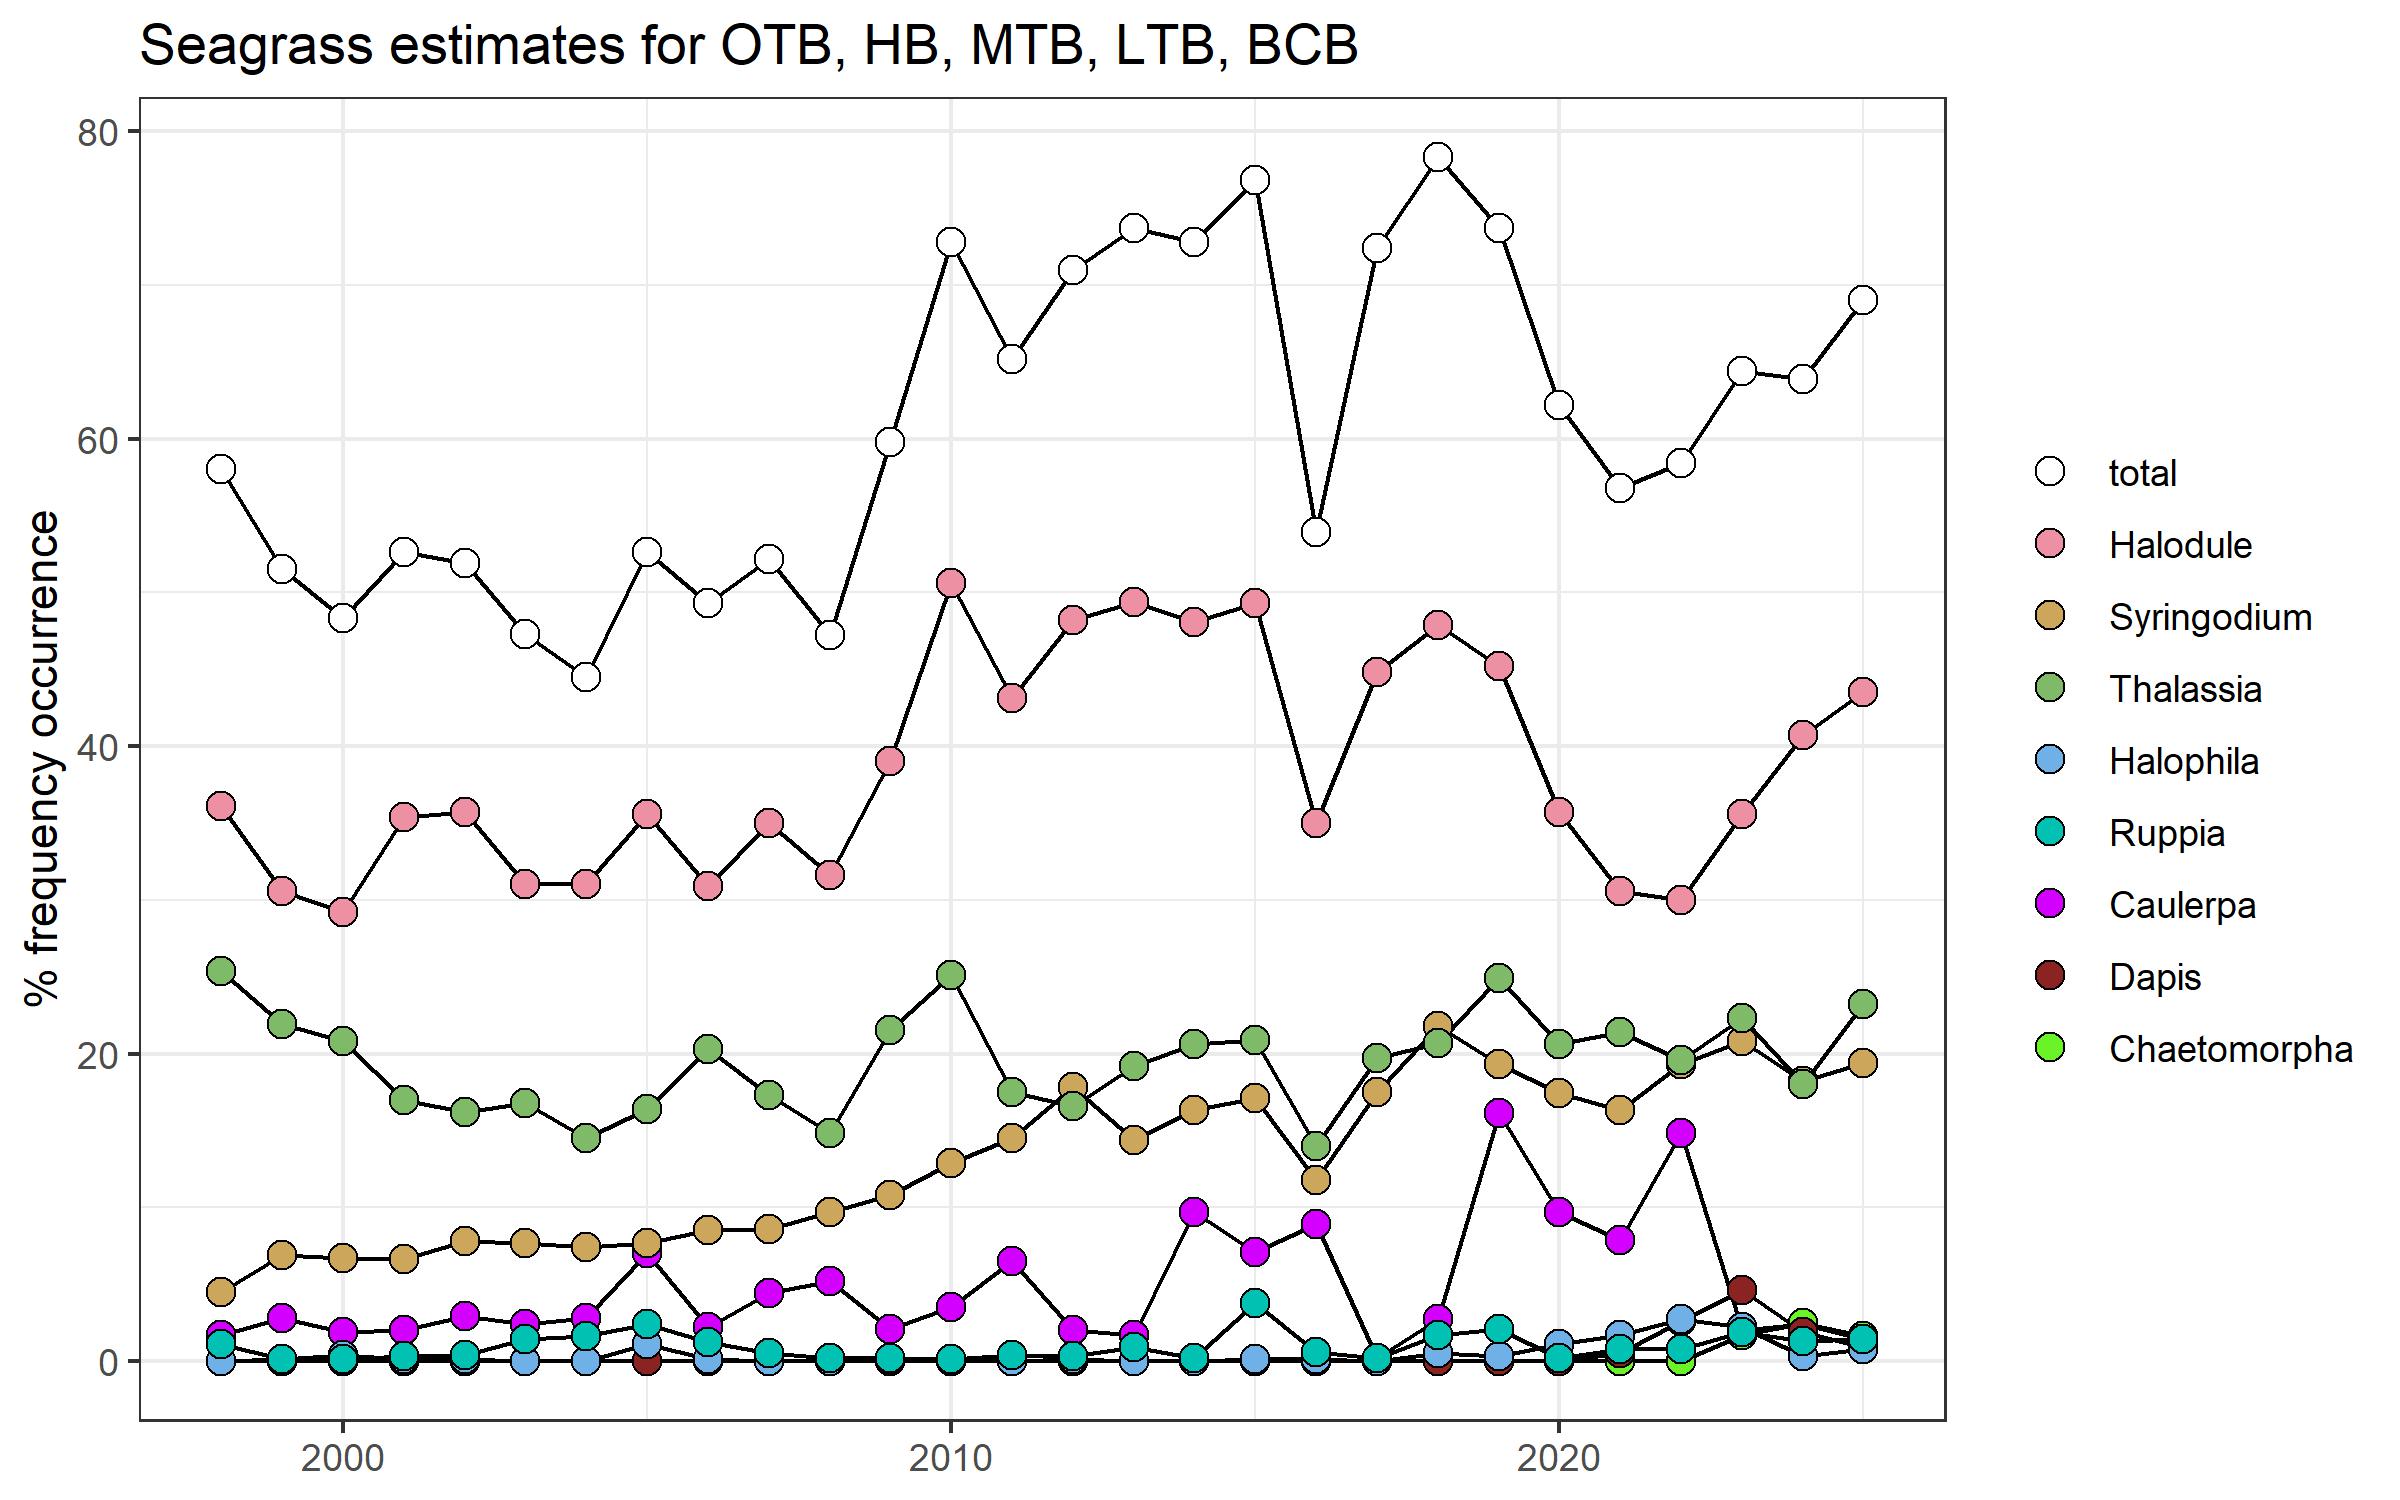 Seagrass estimates for OTB, HB, MTB, LTB, BCB
% frequency occurrence
80
60
40
20
0
2000
2010
2020
total
Halodule
Syringodium
Thalassia
Halophila
Ruppia
Caulerpa
Dapis
Chaetomorpha